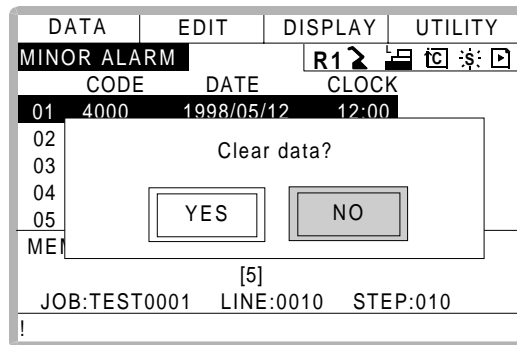 DATA EDIT DISPLAY UTILITY
MINOR ALARM R1 C S
CODE DATE CLOCK
01 4000 1998/05/12 12:00
02
Clear data?
03
04
YES NO
05
[5]
JOB:TEST0001 LINE:0010 STEP:010
!